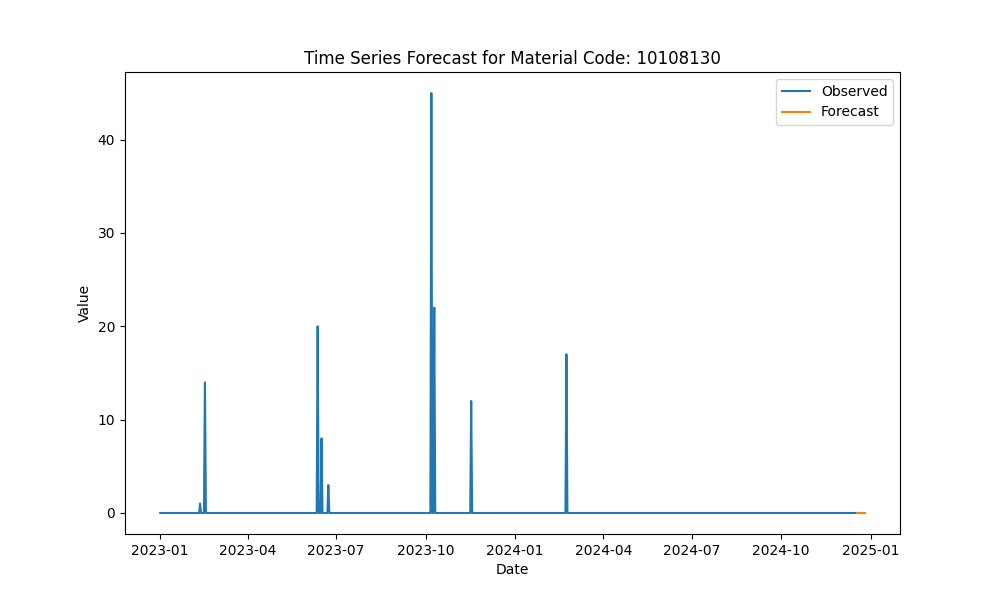 Time Series Forecast for Material Code: 10108130
Observed
Forecast
Value
40
30
20
10
0
2023-01 2023-04 2023-07 2023-10 2024-01 2024-04 2024-07 2024-10 2025-01
Date